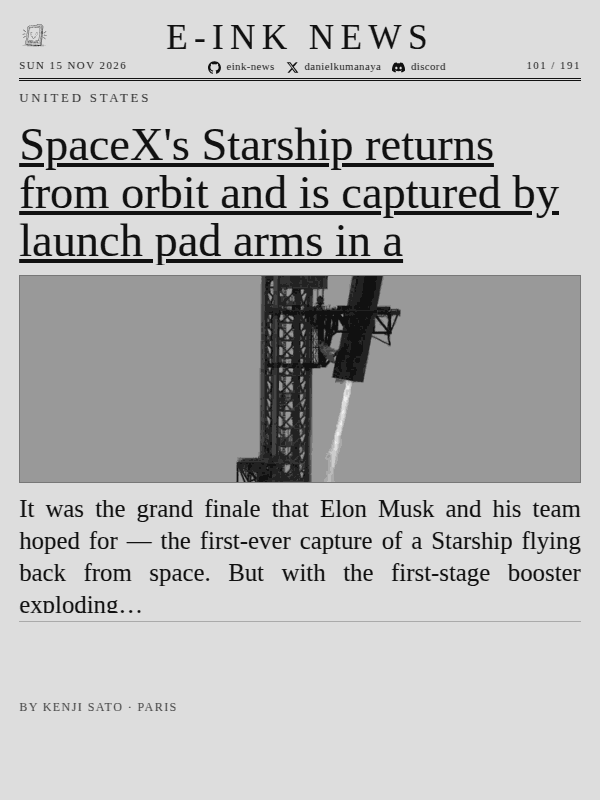 E-INK NEWS
SUN 15 NOV 2026
eink-news danielkumanaya discord
101 / 191
UNITED STATES
SpaceX's Starship returns
from orbit and is captured by
launch pad arms in a
It was the grand finale that Elon Musk and his team
hoped for — the first-ever capture of a Starship flying
back from space. But with the first-stage booster
exploding…
BY KENJI SATO · PARIS